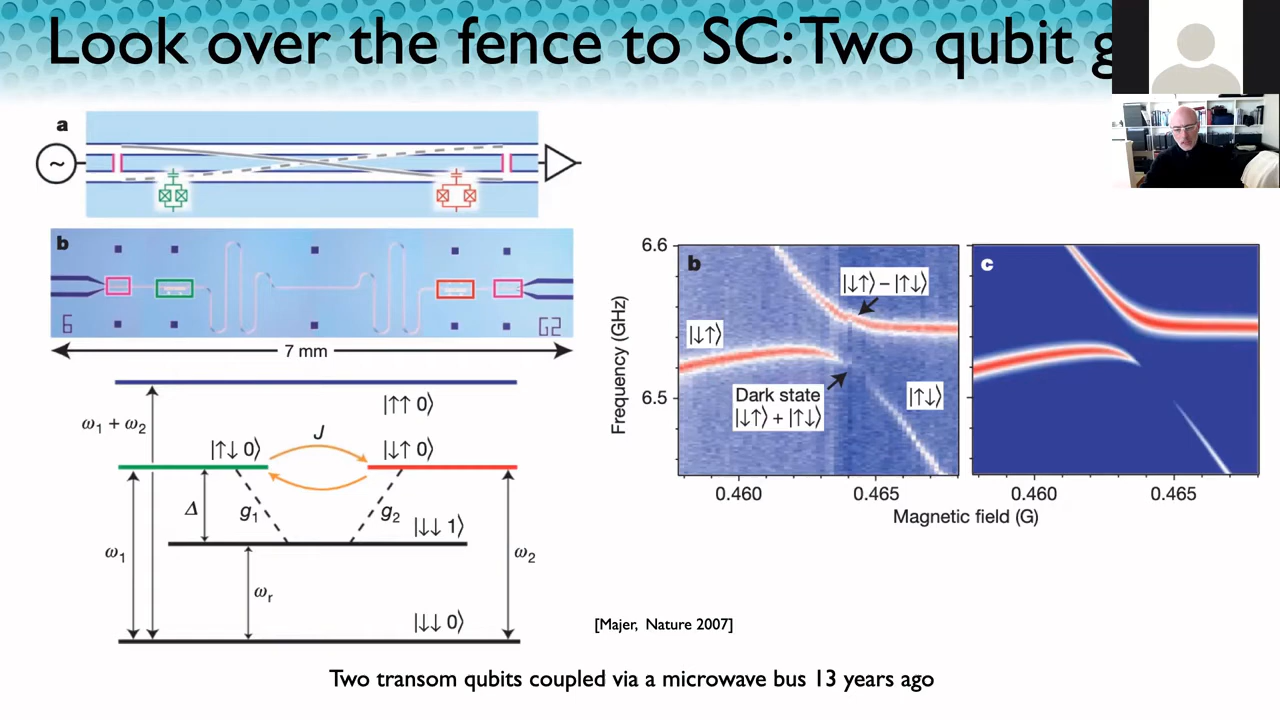 Look over the fence to SC: Two qubit g
a
~
b
6
G2
7 mm
ω1 + ω2
|↑↑ 0⟩
|↑↓ 0⟩
J
|↓↑ 0⟩
Δ
g1
g2
|↓↓ 1⟩
ω1
ω2
ωr
|↓↓ 0⟩
6.6
b
c
|↓↑⟩ – |↑↓⟩
|↓↑⟩
Frequency (GHz)
6.5
Dark state
|↓↑⟩ + |↑↓⟩
|↑↓⟩
0.460
0.465
0.460
0.465
Magnetic field (G)
[Majer, Nature 2007]
Two transom qubits coupled via a microwave bus 13 years ago